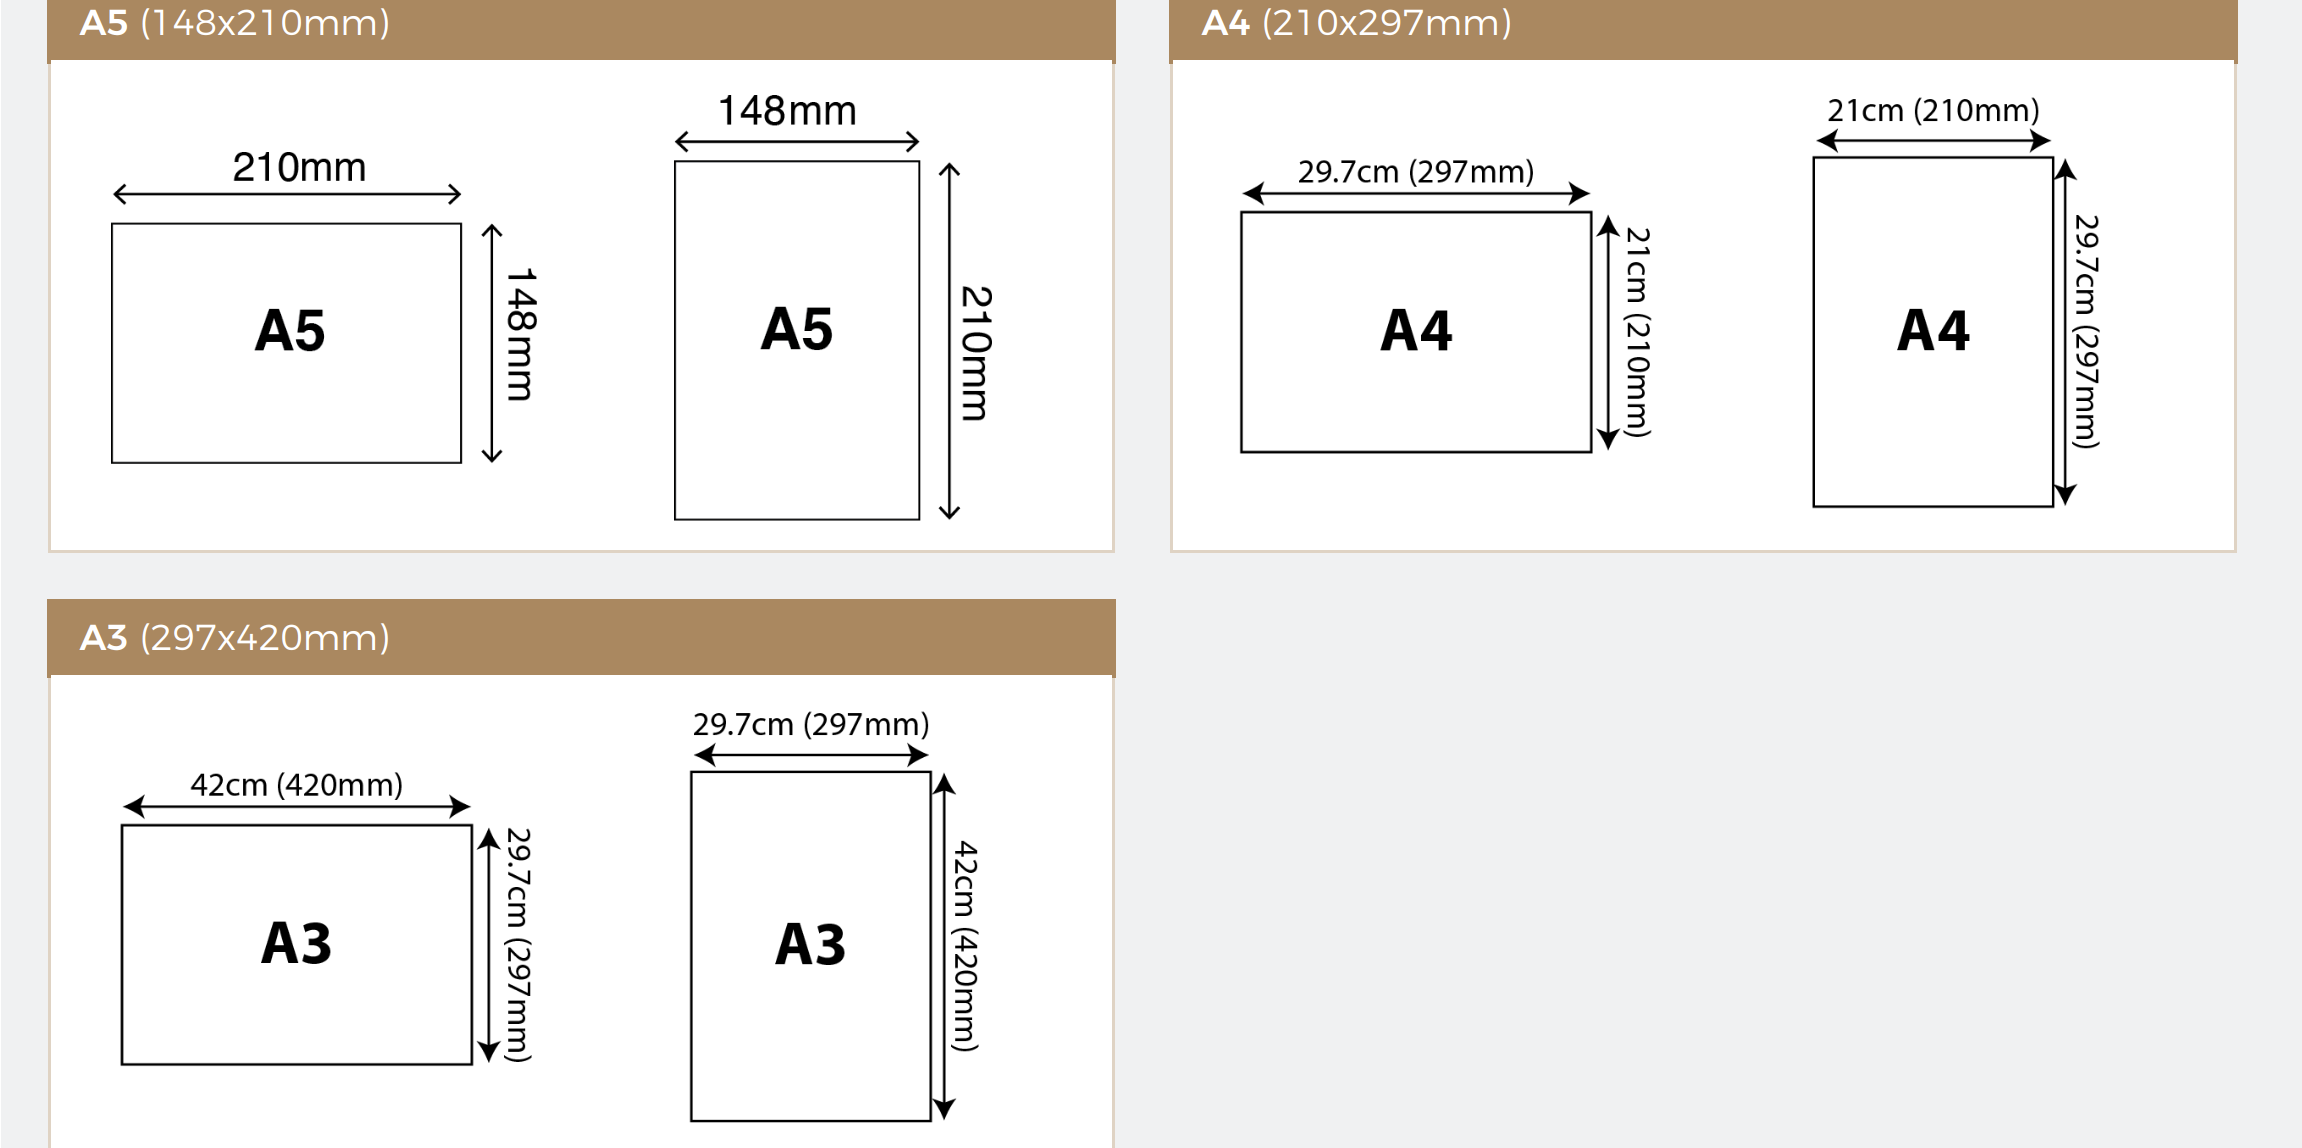 A5 (148x210mm)
210mm
148mm
A5
148mm
210mm
A5
A4 (210x297mm)
29.7cm (297mm)
21cm (210mm)
A4
21cm (210mm)
29.7cm (297mm)
A4
A3 (297x420mm)
42cm (420mm)
29.7cm (297mm)
A3
29.7cm (297mm)
42cm (420mm)
A3